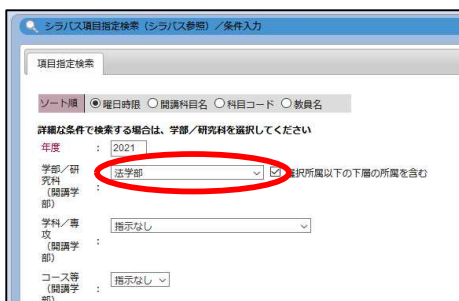 シラバス項目指定検索（シラバス参照）／条件入力
項目指定検索
ソート順 曜日時限 開講科目名 科目コード 教員名
詳細な条件で検索する場合は、学部／研究科を選択してください
年度 : 2021
学部／研究科（開講学部） : 法学部 選択所属以下の下層の所属を含む
学科／専攻（開講学部） : 指示なし
コース等（開講学部） : 指示なし